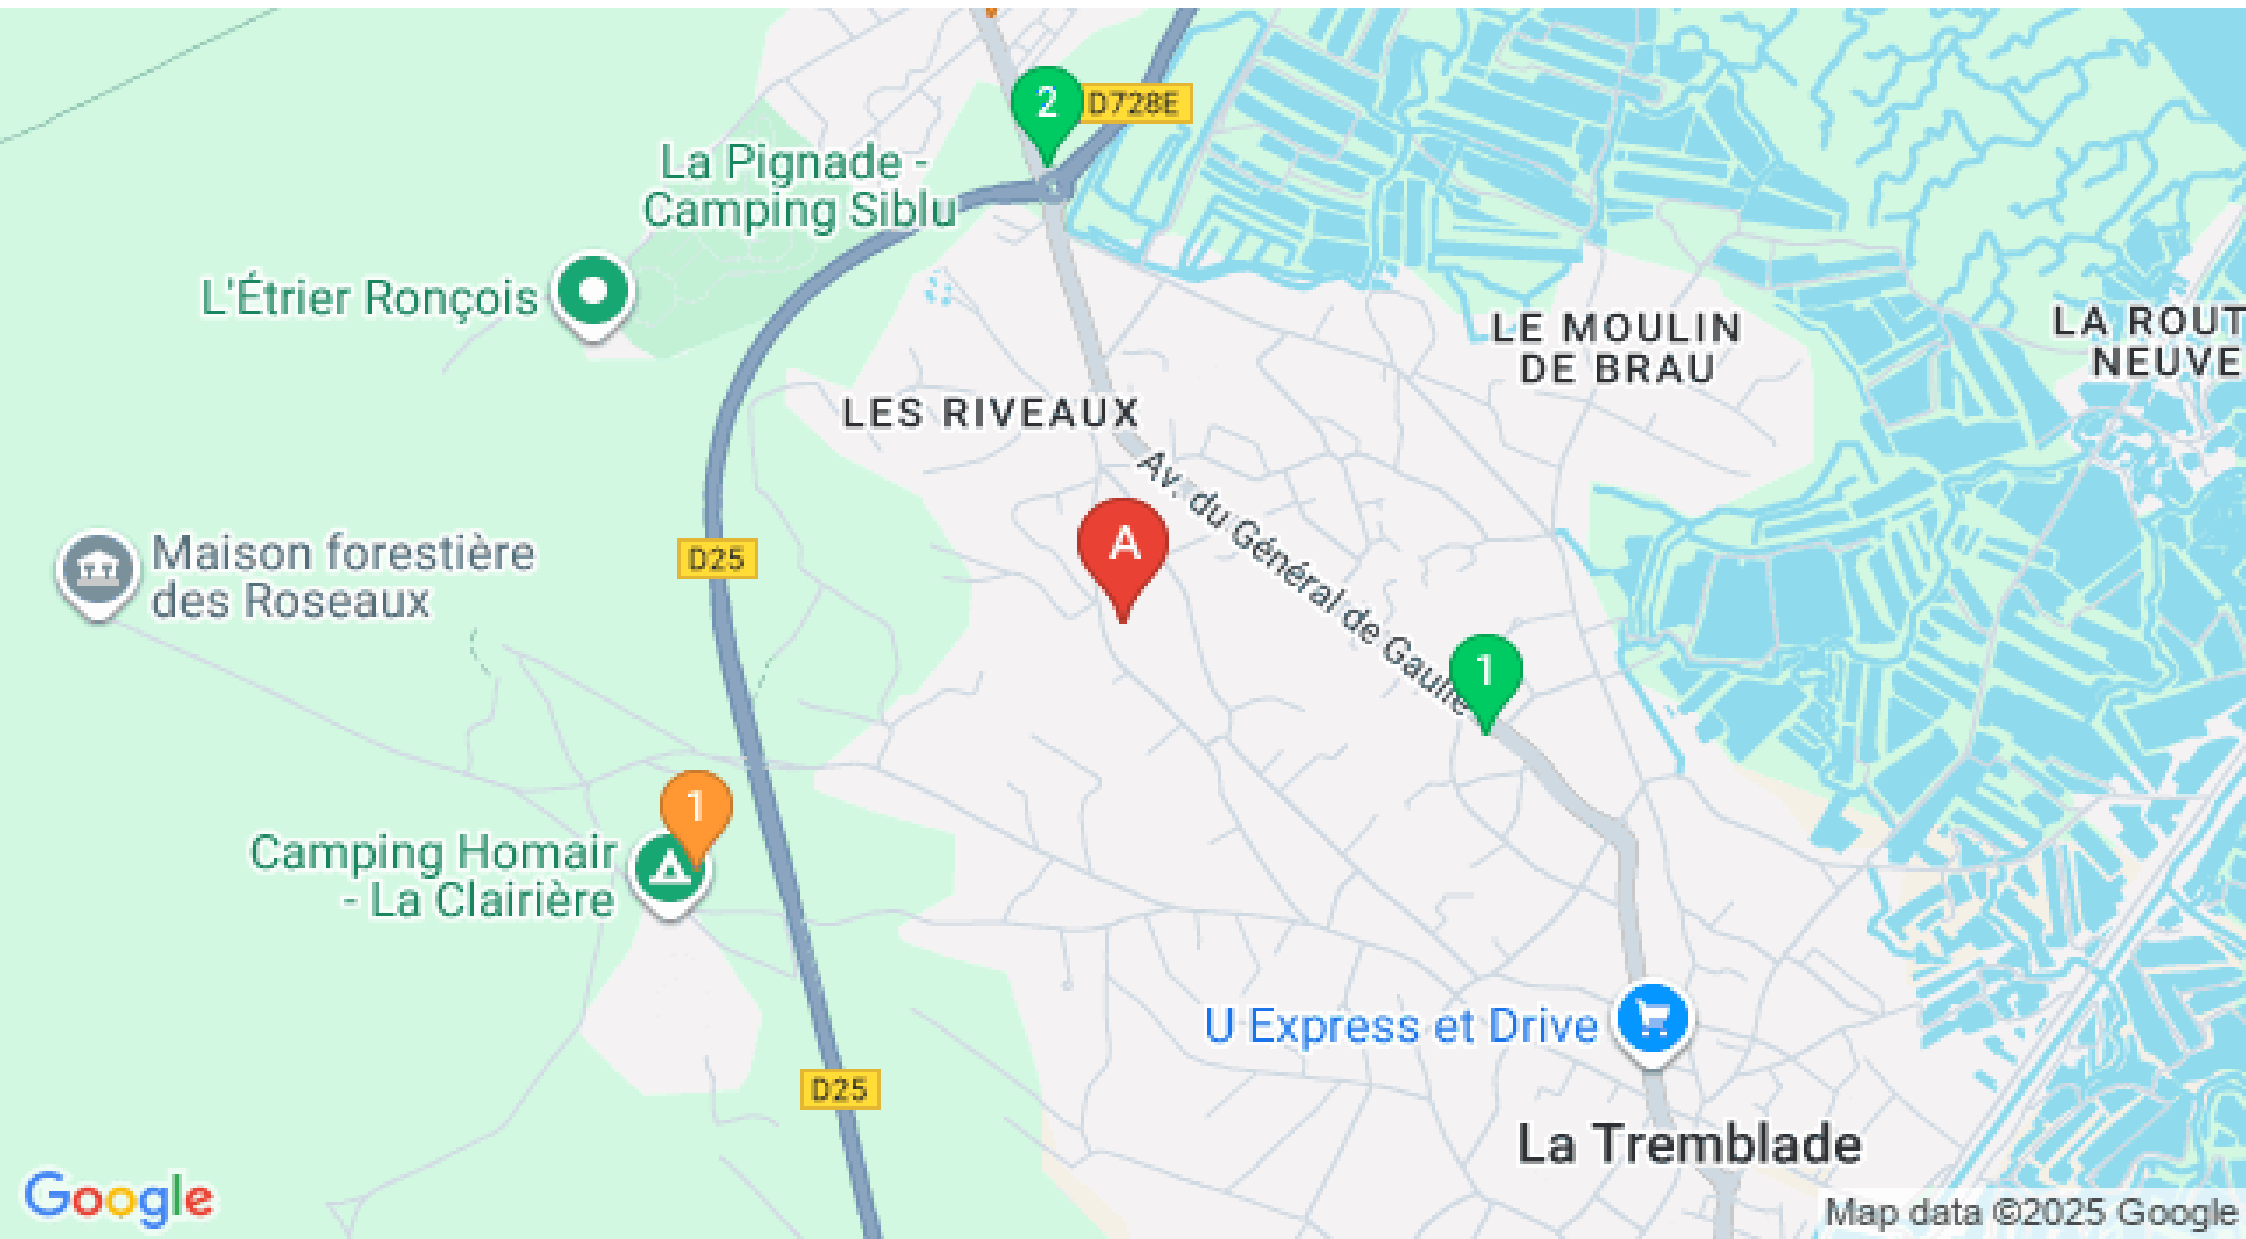 2
D728E
La Pignade -
Camping Siblu
L'Étrier Ronçois
LE MOULIN
DE BRAU
LA ROUT
NEUVE
LES RIVEAUX
Av. du Général de Gaulle
A
D25
Maison forestière
des Roseaux
1
1
Camping Homair
- La Clairière
U Express et Drive
D25
La Tremblade
Google
Map data ©2025 Google